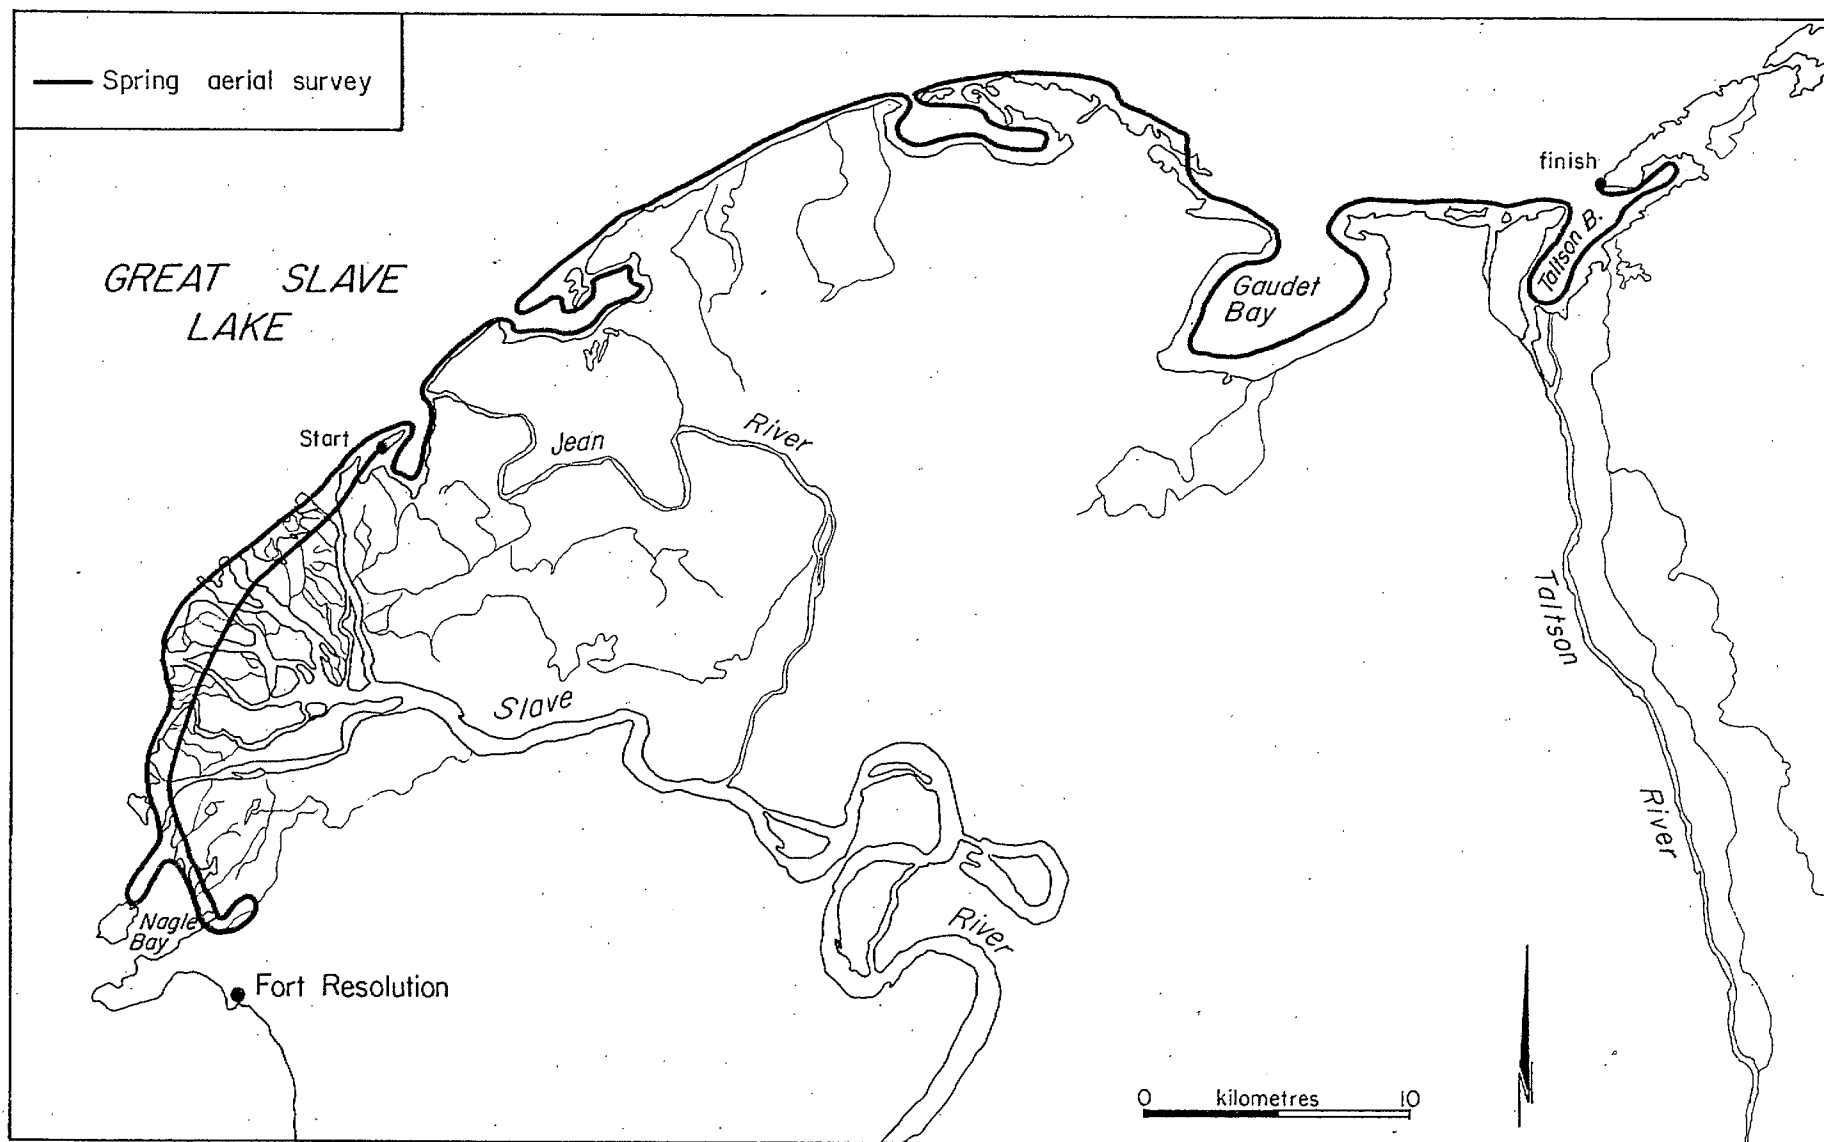 Spring aerial survey
finish
Taltson B.
GREAT SLAVE
LAKE
Gaudet
Bay
Start
Jean
River
Taltson
River
Slave
River
Nagle
Bay
Fort Resolution
0 kilometres 10